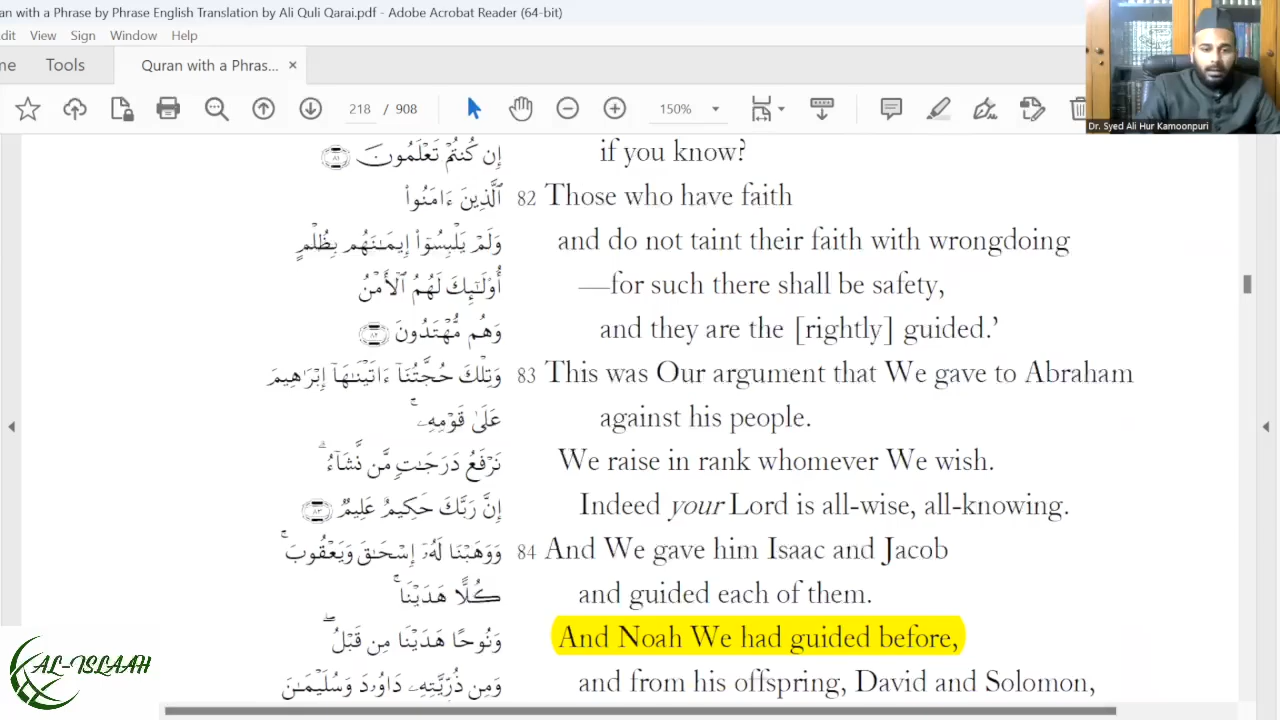 ran with a Phrase by Phrase English Translation by Ali Quli Qarai.pdf - Adobe Acrobat Reader (64-bit)
View Sign Window Help
Tools
Quran with a Phras... ×
218 / 908
150%
Dr. Syed Ali Hur Kamoonpuri
إِن كُنتُمْ تَعْلَمُونَ ٨١ if you know?
ٱلَّذِينَ ءَامَنُوا۟ 82 Those who have faith
وَلَمْ يَلْبِسُوٓا۟ إِيمَـٰنَهُم بِظُلْمٍ and do not taint their faith with wrongdoing
أُو۟لَـٰٓئِكَ لَهُمُ ٱلْأَمْنُ —for such there shall be safety,
وَهُم مُّهْتَدُونَ ٨٢ and they are the [rightly] guided.’
وَتِلْكَ حُجَّتُنَآ ءَاتَيْنَـٰهَآ إِبْرَٰهِيمَ 83 This was Our argument that We gave to Abraham
عَلَىٰ قَوْمِهِۦ ۚ against his people.
نَرْفَعُ دَرَجَـٰتٍ مَّن نَّشَآءُ ۗ We raise in rank whomever We wish.
إِنَّ رَبَّكَ حَكِيمٌ عَلِيمٌ ٨٣ Indeed your Lord is all-wise, all-knowing.
وَوَهَبْنَا لَهُۥٓ إِسْحَـٰقَ وَيَعْقُوبَ ۚ 84 And We gave him Isaac and Jacob
كُلًّا هَدَيْنَا ۚ and guided each of them.
وَنُوحًا هَدَيْنَا مِن قَبْلُ ۖ And Noah We had guided before,
وَمِن ذُرِّيَّتِهِۦ دَاوُۥدَ وَسُلَيْمَـٰنَ and from his offspring, David and Solomon,
AL-ISLAAH